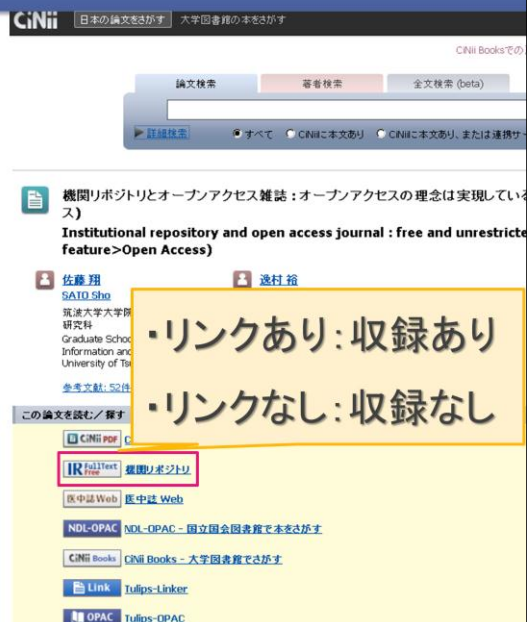 CiNii 日本の論文をさがす 大学図書館の本をさがす
CiNii Booksでの
論文検索 著者検索 全文検索 (beta)
詳細検索 すべて CiNiiに本文あり CiNiiに本文あり、または連携サー
機関リポジトリとオープンアクセス雑誌 : オープンアクセスの理念は実現している
ス)
Institutional repository and open access journal : free and unrestricte
feature>Open Access)
佐藤 翔 逸村 裕
SATO Sho
筑波大学大学院
研究科
Graduate Schoo
Information and
University of Tsu
参考文献: 52件
・リンクあり：収録あり
・リンクなし：収録なし
この論文を読む/探す
CiNii PDF C
IR FullText Free 機関リポジトリ
医中誌Web 医中誌 Web
NDL-OPAC NDL-OPAC - 国立国会図書館で本をさがす
CiNii Books CiNii Books - 大学図書館でさがす
Link Tulips-Linker
OPAC Tulips-OPAC